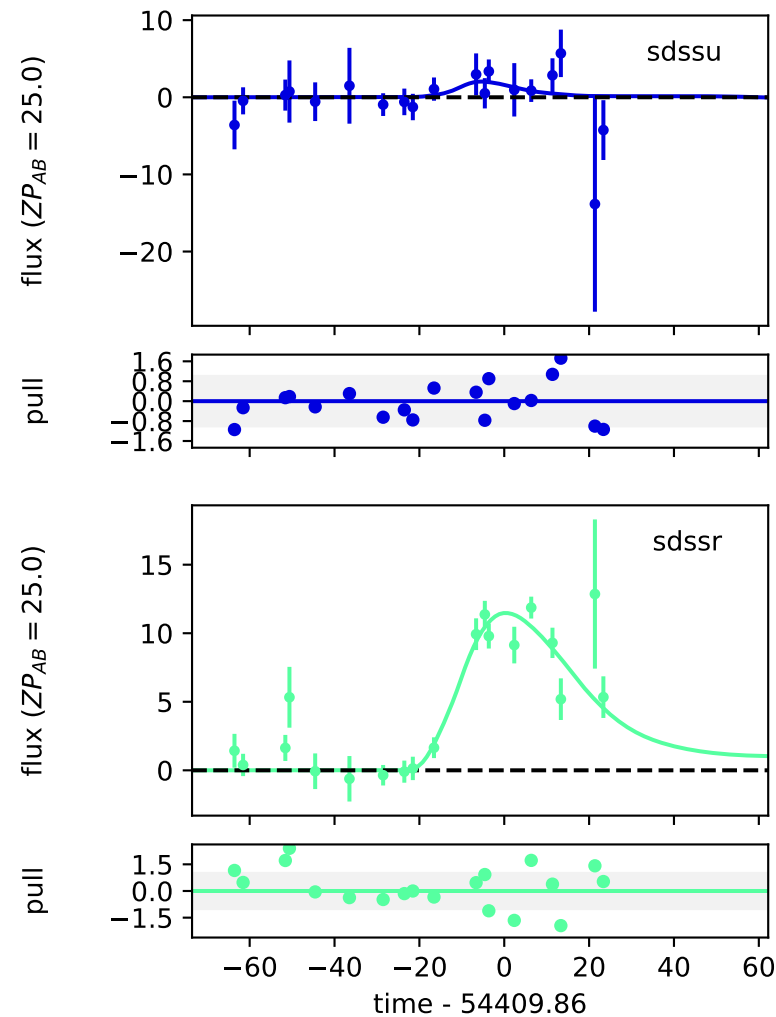 10
0
−10
−20
flux (ZP_AB = 25.0)
sdssu
1.6
0.8
0.0
−0.8
−1.6
pull
15
10
5
0
flux (ZP_AB = 25.0)
sdssr
1.5
0.0
−1.5
pull
−60 −40 −20 0 20 40 60
time - 54409.86